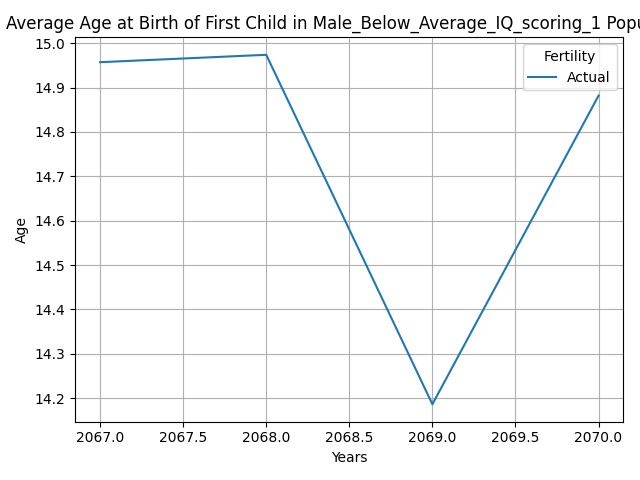 Average Age at Birth of First Child in Male_Below_Average_IQ_scoring_1 Popu
15.0
14.9
14.8
14.7
14.6
14.5
14.4
14.3
14.2
Age
Fertility
Actual
2067.0 2067.5 2068.0 2068.5 2069.0 2069.5 2070.0
Years